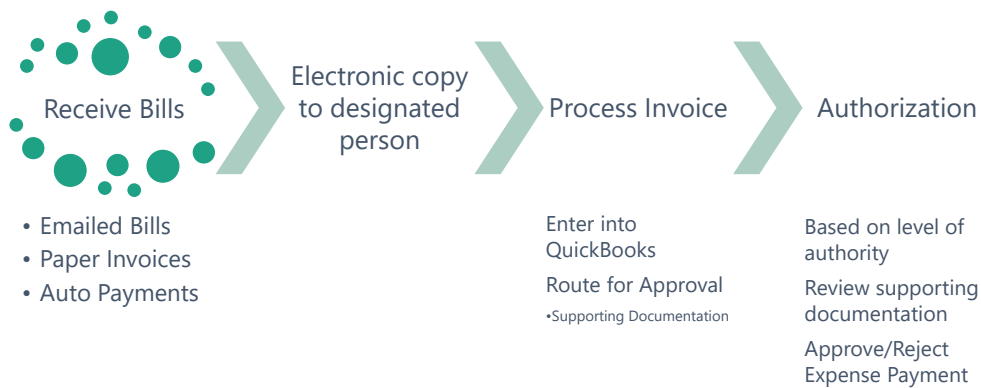 Receive Bills
• Emailed Bills
• Paper Invoices
• Auto Payments
Electronic copy
to designated
person
Process Invoice
Enter into
QuickBooks
Route for Approval
•Supporting Documentation
Authorization
Based on level of
authority
Review supporting
documentation
Approve/Reject
Expense Payment